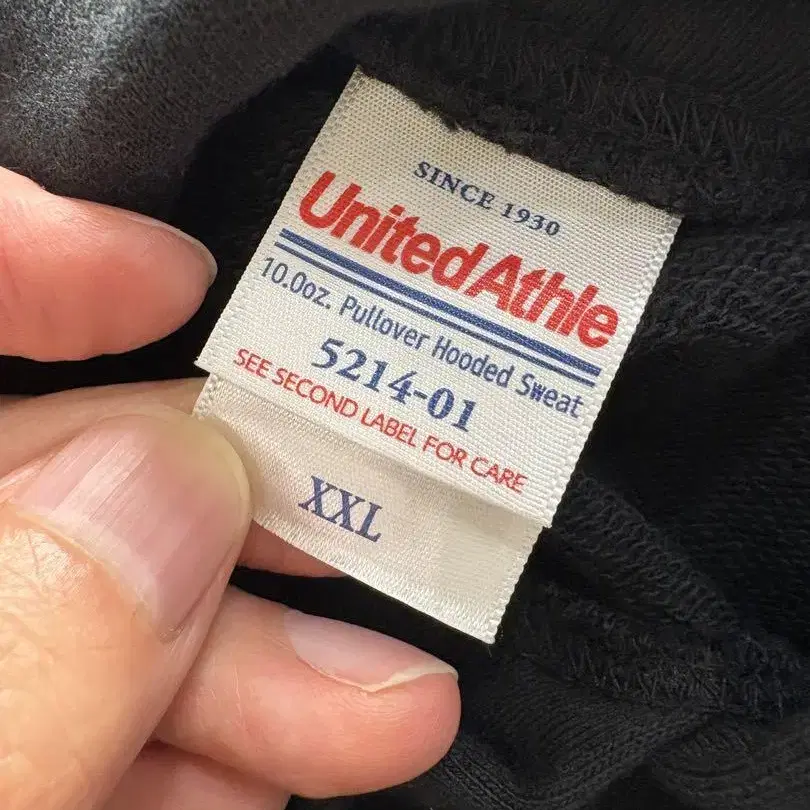 SINCE 1930
UnitedAthle
10.0oz. Pullover Hooded Sweat
5214-01
SEE SECOND LABEL FOR CARE
XXL